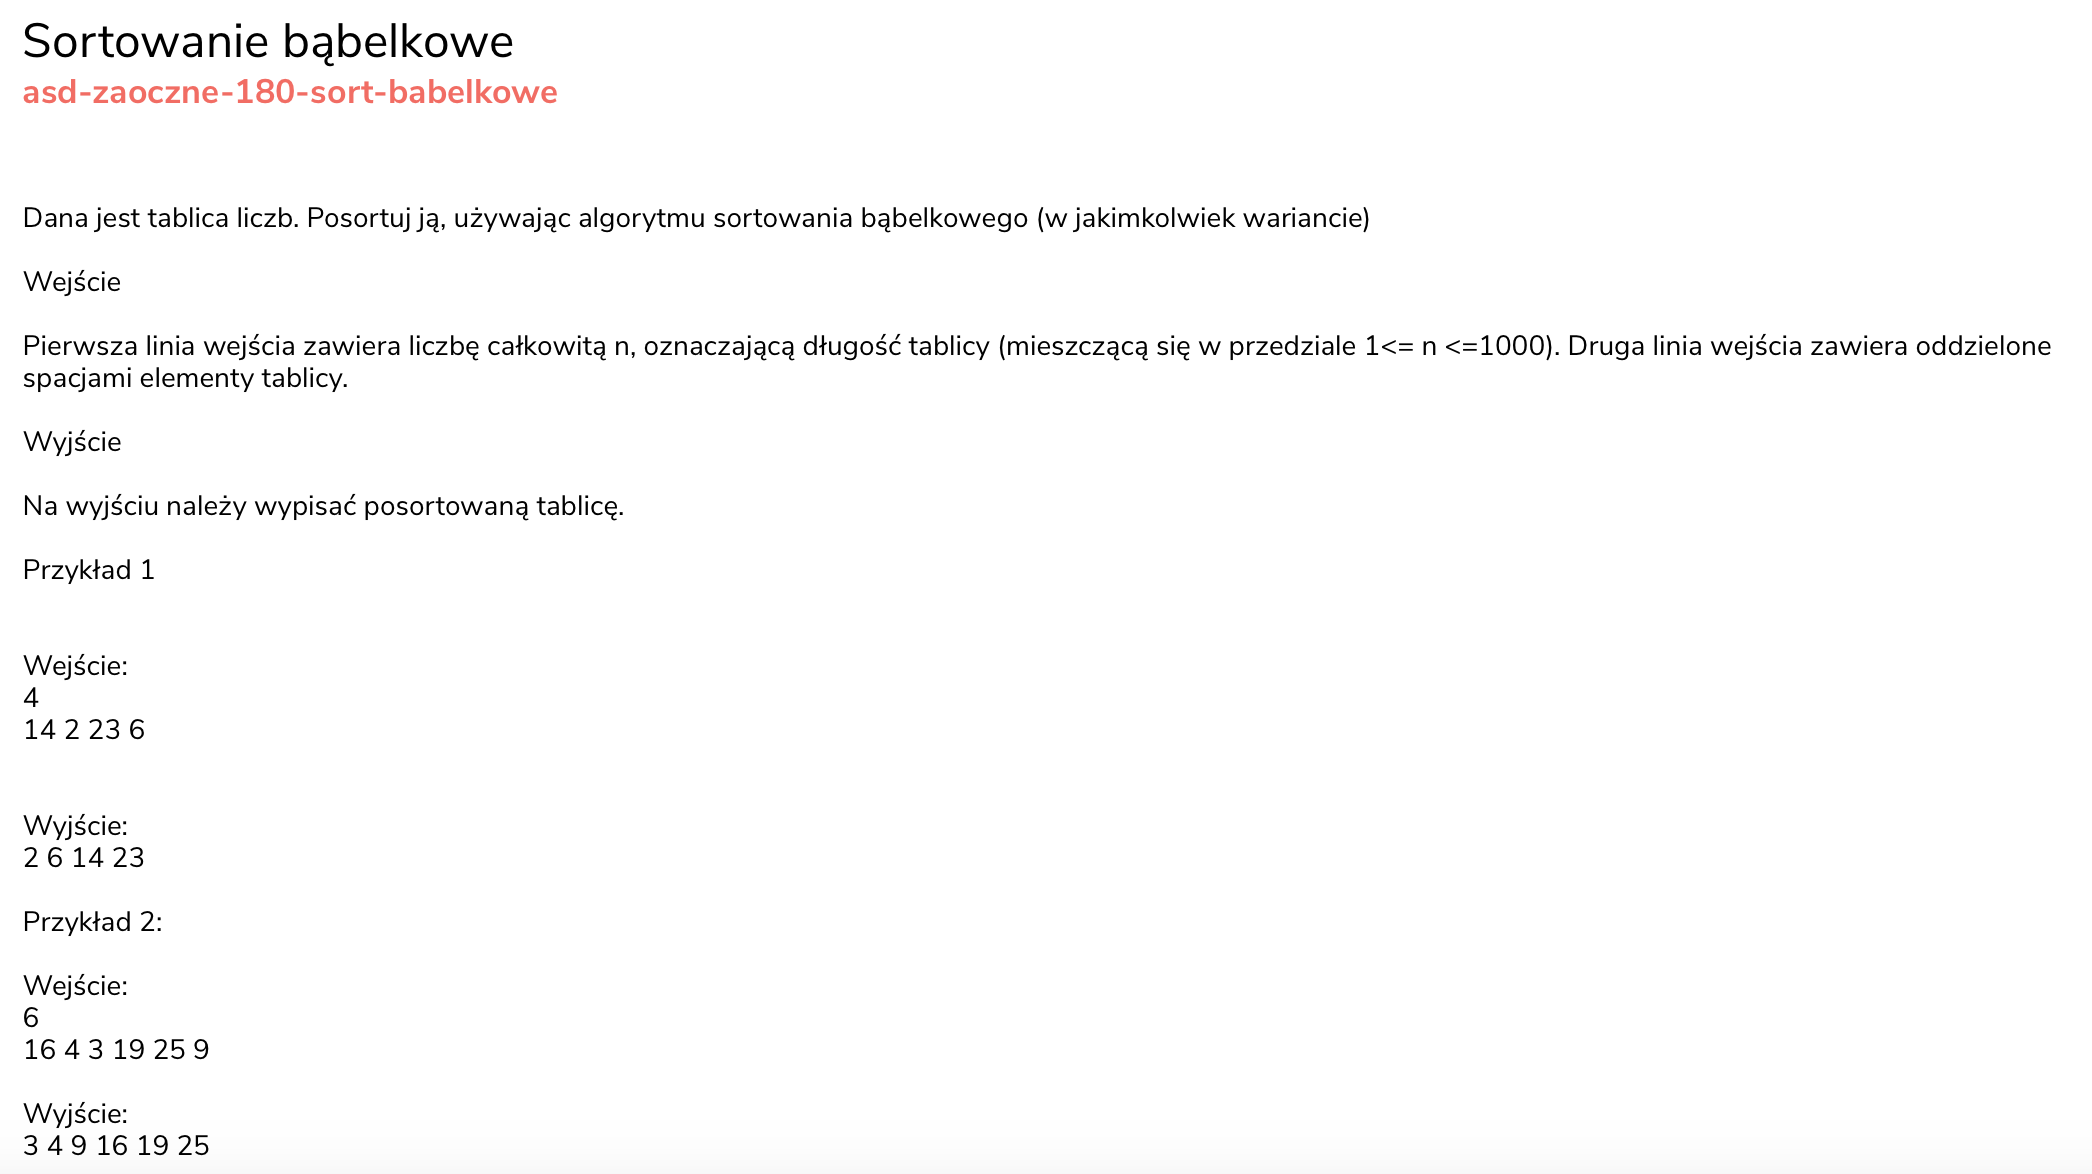 Sortowanie bąbelkowe
asd-zaoczne-180-sort-babelkowe
Dana jest tablica liczb. Posortuj ją, używając algorytmu sortowania bąbelkowego (w jakimkolwiek wariancie)
Wejście
Pierwsza linia wejścia zawiera liczbę całkowitą n, oznaczającą długość tablicy (mieszczącą się w przedziale 1<= n <=1000). Druga linia wejścia zawiera oddzielone
spacjami elementy tablicy.
Wyjście
Na wyjściu należy wypisać posortowaną tablicę.
Przykład 1
Wejście:
4
14 2 23 6
Wyjście:
2 6 14 23
Przykład 2:
Wejście:
6
16 4 3 19 25 9
Wyjście:
3 4 9 16 19 25